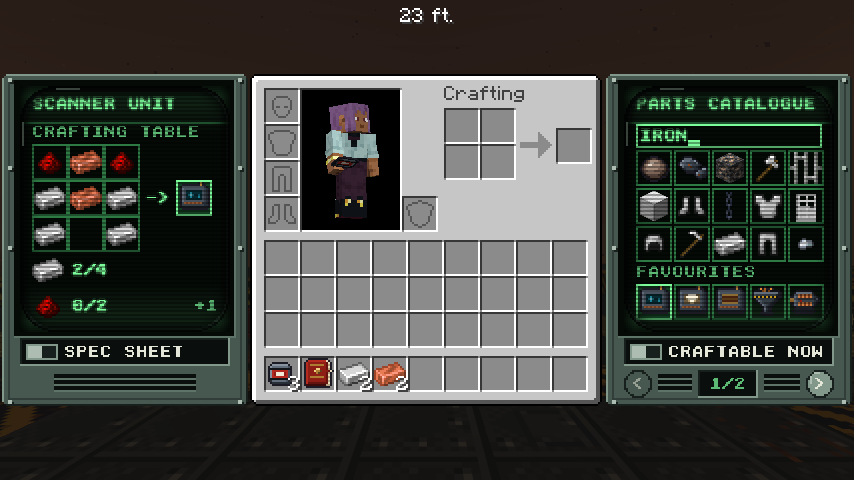 23 ft.
SCANNER UNIT
CRAFTING TABLE
2/4
0/2
+1
SPEC SHEET
Crafting
3
2
2
PARTS CATALOGUE
IRON_
FAVOURITES
CRAFTABLE NOW
< 1/2 >